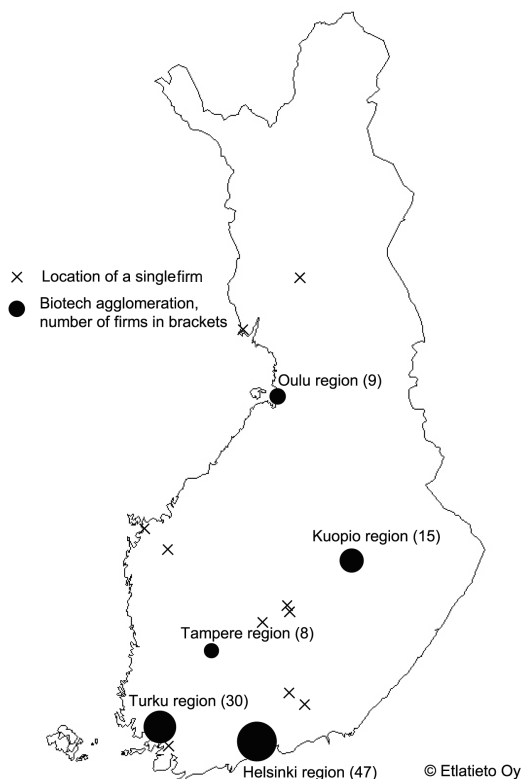 Location of a singlefirm
Biotech agglomeration,
number of firms in brackets
Oulu region (9)
Kuopio region (15)
Tampere region (8)
Turku region (30)
Helsinki region (47)
© Etlatieto Oy